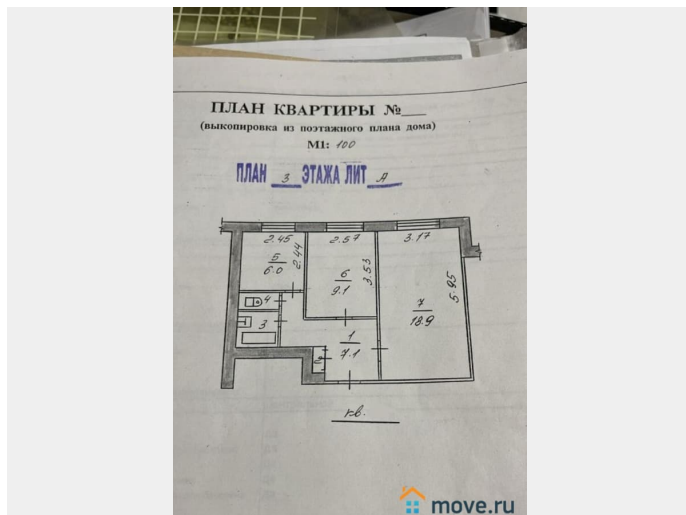 ПЛАН КВАРТИРЫ №___
(выкопировка из поэтажного плана дома)
М1: 100
ПЛАН 3 ЭТАЖА ЛИТ А
2.45
2.57
3.17
5
6.0
2.44
6
9.1
3.53
7
18.9
5.95
4
3
1
7.1
кв.
move.ru